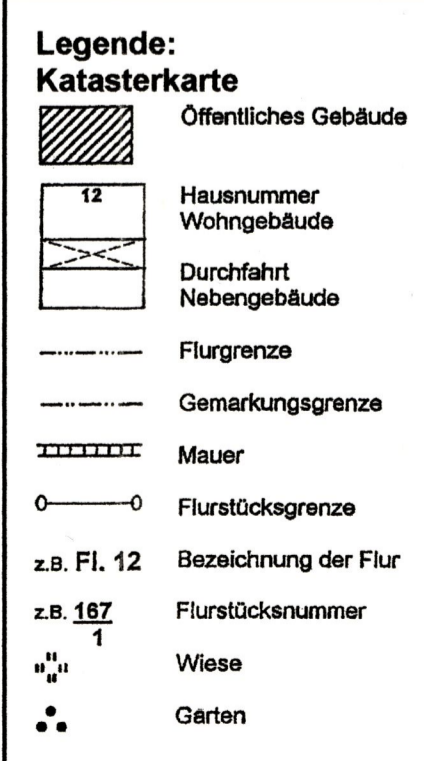 Legende:
Katasterkarte
Öffentliches Gebäude
12
Hausnummer
Wohngebäude
Durchfahrt
Nebengebäude
Flurgrenze
Gemarkungsgrenze
Mauer
Flurstücksgrenze
z.B. Fl. 12 Bezeichnung der Flur
z.B. 167 Flurstücksnummer
1
Wiese
Garten